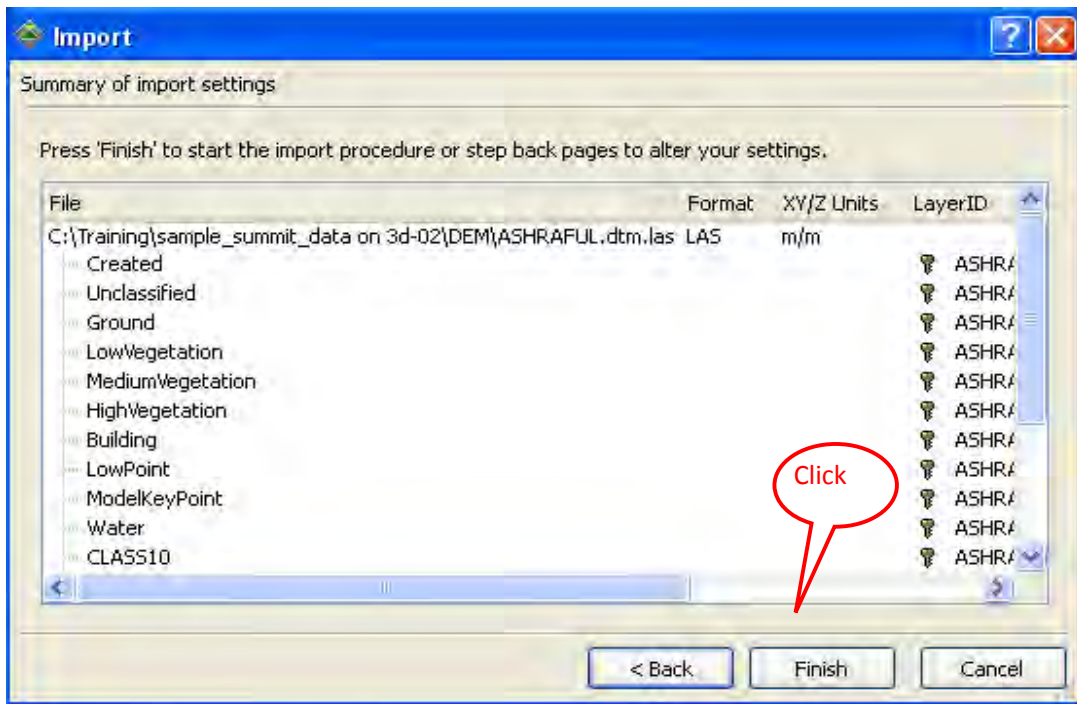 Import
Summary of import settings
Press 'Finish' to start the import procedure or step back pages to alter your settings.
File Format XY/Z Units LayerID
C:\Training\sample_summit_data on 3d-02\DEM\ASHRAFUL.dtm.las LAS m/m
Created ASHRA
Unclassified ASHRA
Ground ASHRA
LowVegetation ASHRA
MediumVegetation ASHRA
HighVegetation ASHRA
Building ASHRA
LowPoint ASHRA
ModelKeyPoint ASHRA
Water ASHRA
CLASS10 ASHRA
Click
< Back Finish Cancel